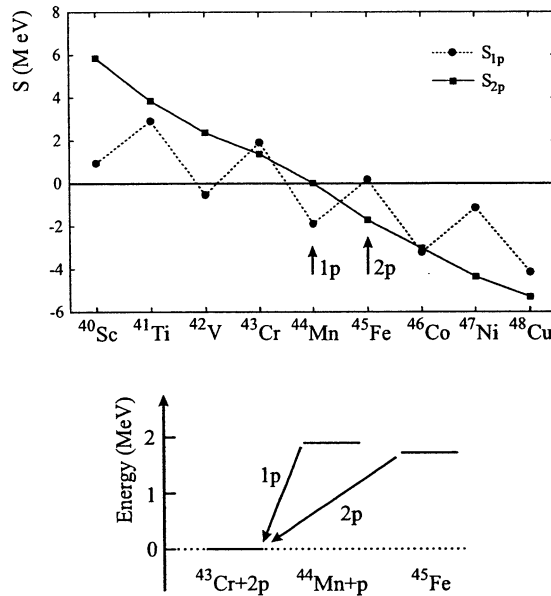 S (MeV)
8
6
4
2
0
-2
-4
-6
S1p
S2p
1p
2p
40Sc 41Ti 42V 43Cr 44Mn 45Fe 46Co 47Ni 48Cu
Energy (MeV)
2
1
0
1p
2p
43Cr+2p 44Mn+p 45Fe